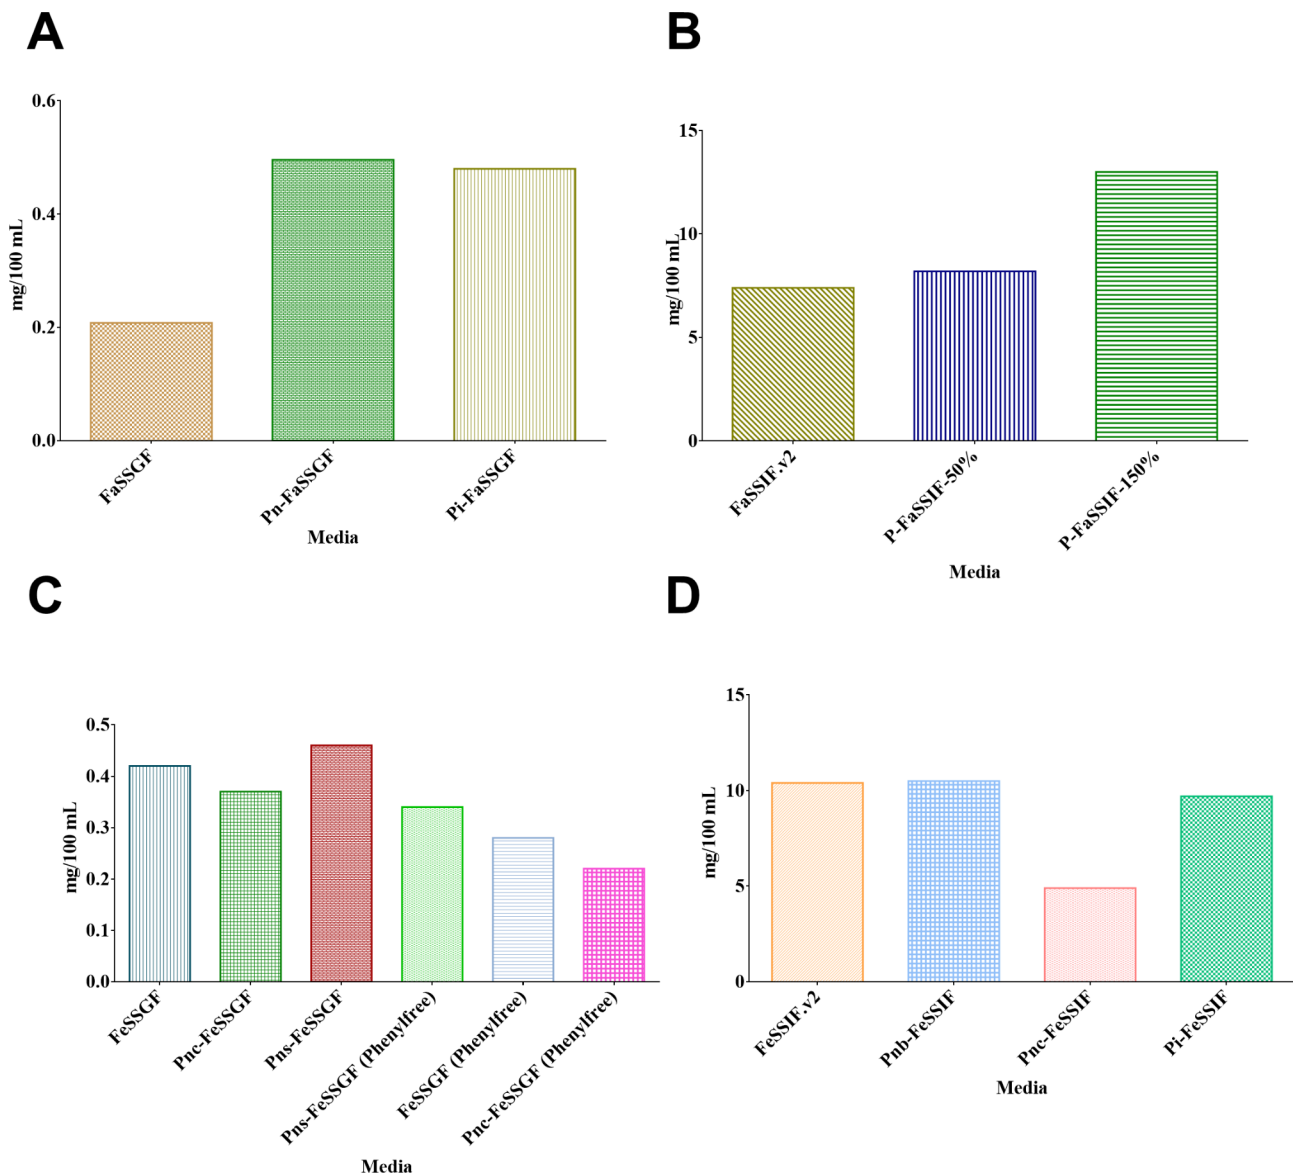 A
mg/100 mL
0.6
0.4
0.2
0.0
FaSSGF
Pn-FaSSGF
Pi-FaSSGF
Media
B
mg/100 mL
15
10
5
0
FaSSIF.v2
P-FaSSIF-50%
P-FaSSIF-150%
Media
C
mg/100 mL
0.5
0.4
0.3
0.2
0.1
0.0
FeSSGF
Pnc-FeSSGF
Pns-FeSSGF
Pns-FeSSGF (Phenylfree)
FeSSGF (Phenylfree)
Pnc-FeSSGF (Phenylfree)
Media
D
mg/100 mL
15
10
5
0
FeSSIF.v2
Pnb-FeSSIF
Pnc-FeSSIF
Pi-FeSSIF
Media